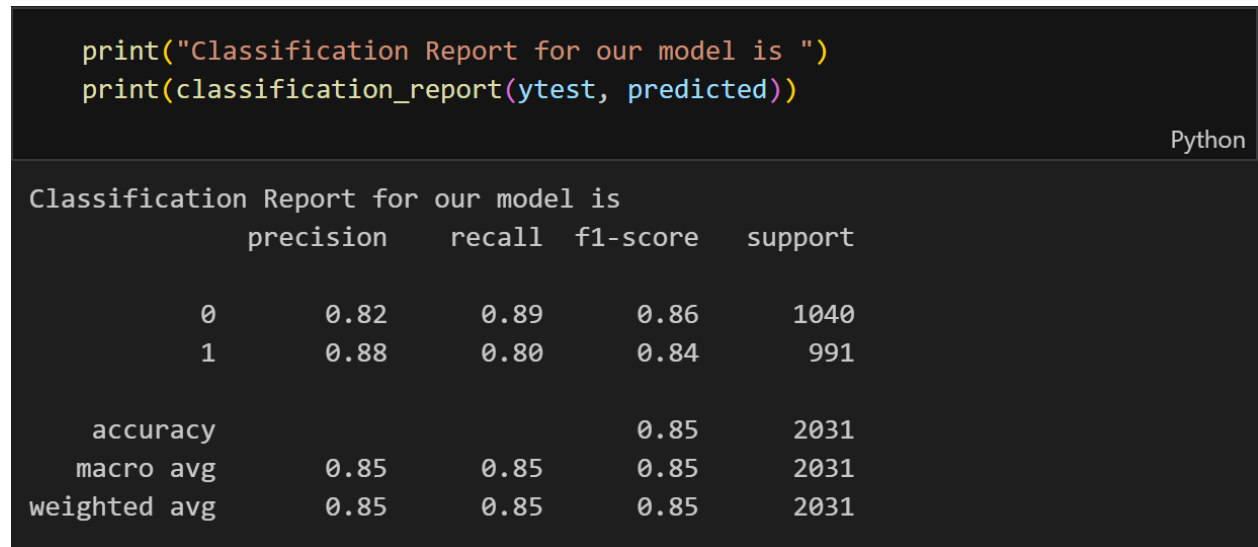 print("Classification Report for our model is ")
print(classification_report(ytest, predicted))
Python
Classification Report for our model is
precision recall f1-score support
0 0.82 0.89 0.86 1040
1 0.88 0.80 0.84 991
accuracy 0.85 2031
macro avg 0.85 0.85 0.85 2031
weighted avg 0.85 0.85 0.85 2031